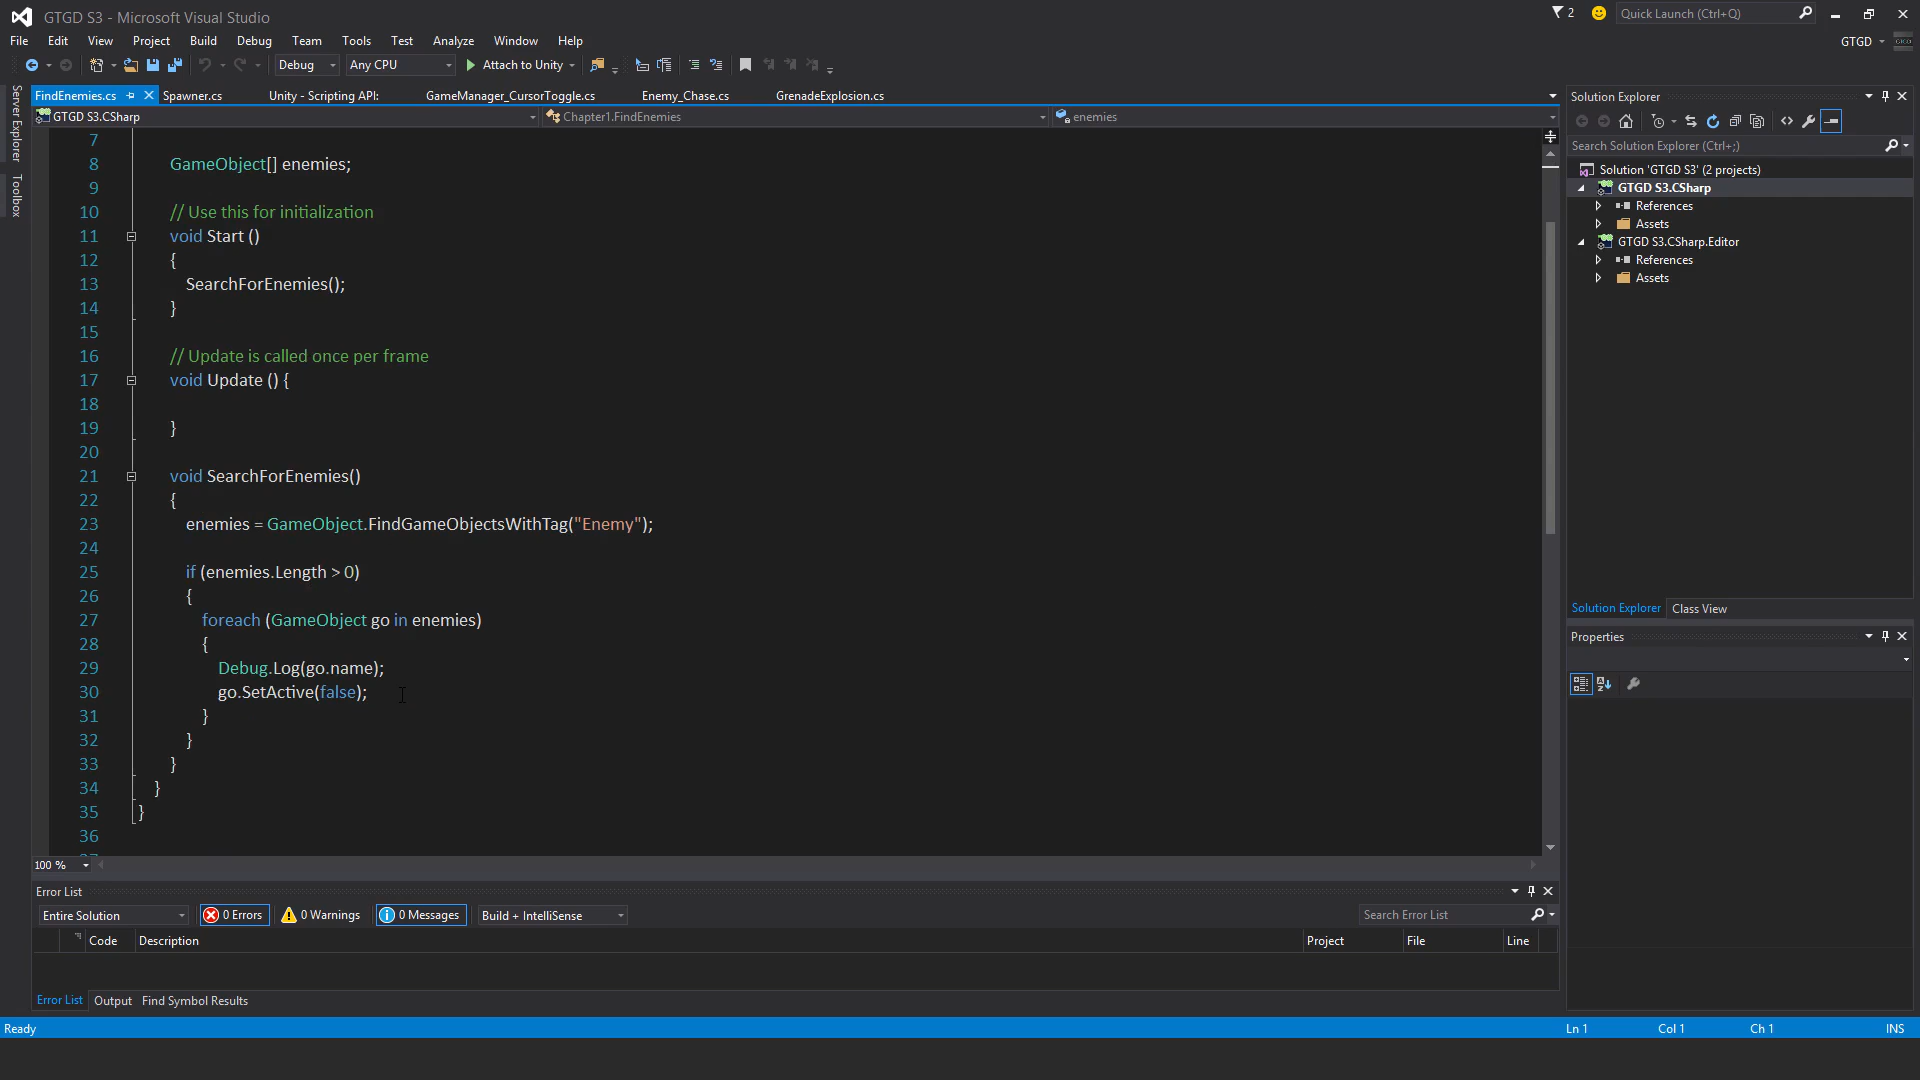 GTGD S3 - Microsoft Visual Studio
2
Quick Launch (Ctrl+Q)
File Edit View Project Build Debug Team Tools Test Analyze Window Help
GTGD
Debug Any CPU Attach to Unity
Server Explorer
Toolbox
FindEnemies.cs Spawner.cs Unity - Scripting API: GameManager_CursorToggle.cs Enemy_Chase.cs GrenadeExplosion.cs
GTGD S3.CSharp Chapter1.FindEnemies enemies
7
8 GameObject[] enemies;
9
10 // Use this for initialization
11 void Start ()
12 {
13 SearchForEnemies();
14 }
15
16 // Update is called once per frame
17 void Update () {
18
19 }
20
21 void SearchForEnemies()
22 {
23 enemies = GameObject.FindGameObjectsWithTag("Enemy");
24
25 if (enemies.Length > 0)
26 {
27 foreach (GameObject go in enemies)
28 {
29 Debug.Log(go.name);
30 go.SetActive(false);
31 }
32 }
33 }
34 }
35 }
36
100 %
Solution Explorer
Search Solution Explorer (Ctrl+;)
Solution 'GTGD S3' (2 projects)
GTGD S3.CSharp
References
Assets
GTGD S3.CSharp.Editor
References
Assets
Solution Explorer Class View
Properties
Error List
Entire Solution 0 Errors 0 Warnings 0 Messages Build + IntelliSense Search Error List
Code Description Project File Line
Error List Output Find Symbol Results
Ready Ln 1 Col 1 Ch 1 INS